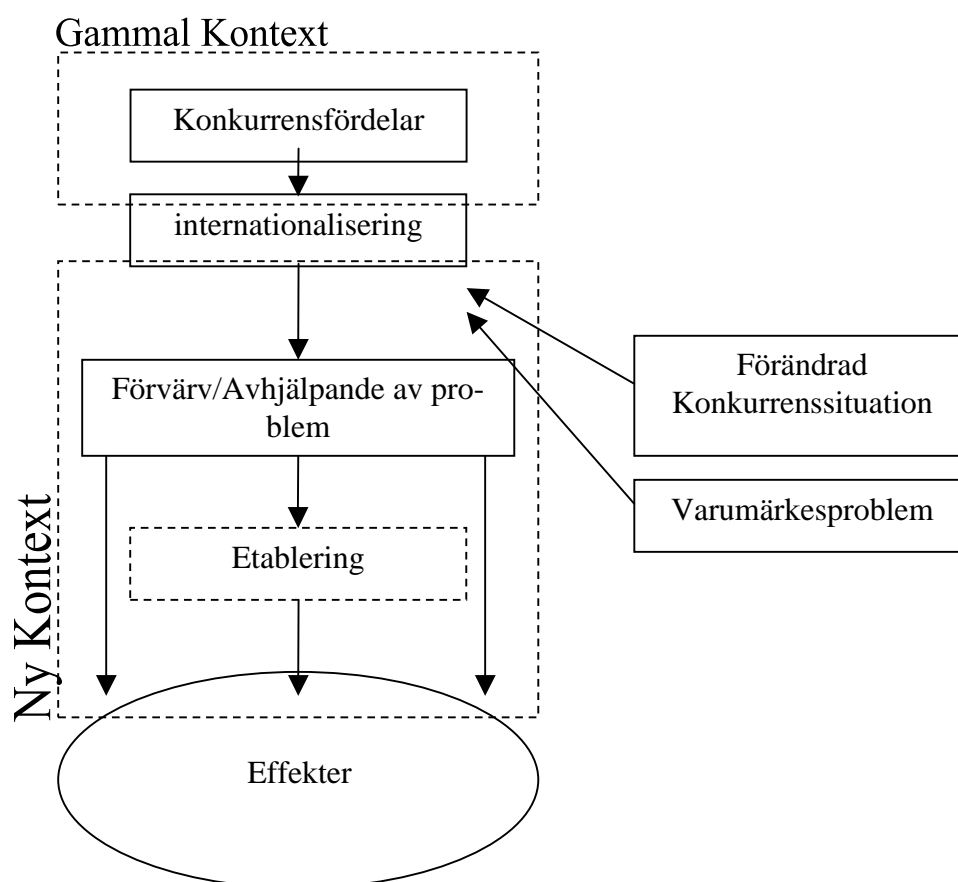 Gammal Kontext
Konkurrensfördelar
internationalisering
Förvärv/Avhjälpande av pro-
blem
Etablering
Effekter
Ny Kontext
Förändrad
Konkurrenssituation
Varumärkesproblem